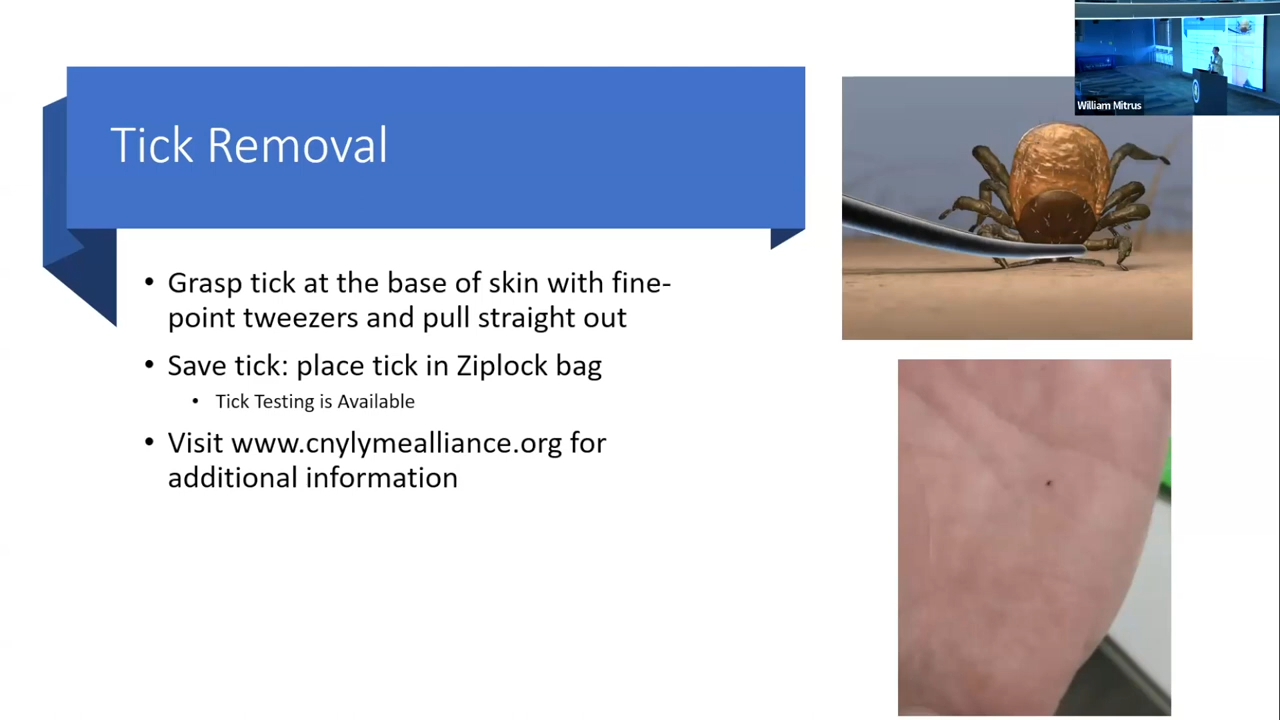 William Mitrus
Tick Removal
• Grasp tick at the base of skin with fine-
point tweezers and pull straight out
• Save tick: place tick in Ziplock bag
• Tick Testing is Available
• Visit www.cnylymealliance.org for
additional information